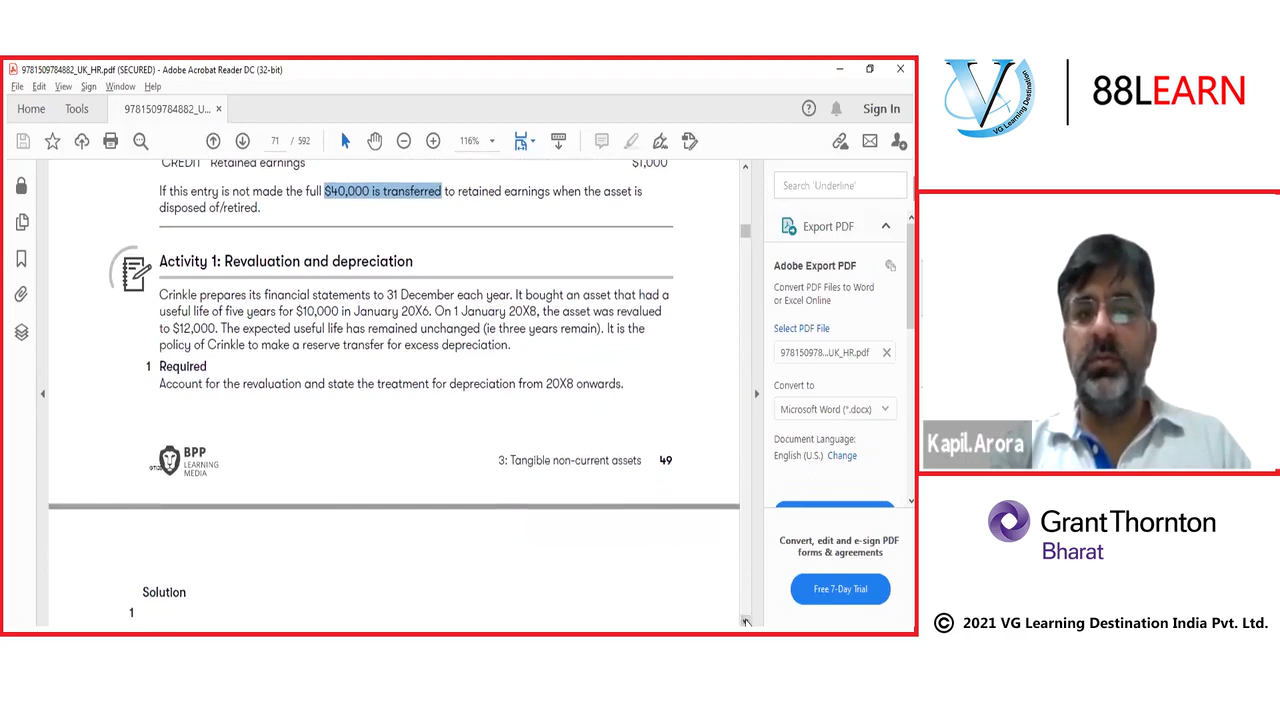 9781509784882_UK_HR.pdf (SECURED) - Adobe Acrobat Reader DC (32-bit)
File Edit View Sign Window Help
Home Tools 9781509784882_U... × Sign In
71 / 592 116%
CREDIT Retained earnings $1,000
If this entry is not made the full $40,000 is transferred to retained earnings when the asset is
disposed of/retired.
Activity 1: Revaluation and depreciation
Crinkle prepares its financial statements to 31 December each year. It bought an asset that had a
useful life of five years for $10,000 in January 20X6. On 1 January 20X8, the asset was revalued
to $12,000. The expected useful life has remained unchanged (ie three years remain). It is the
policy of Crinkle to make a reserve transfer for excess depreciation.
1 Required
Account for the revaluation and state the treatment for depreciation from 20X8 onwards.
BPP
LEARNING
MEDIA
3: Tangible non-current assets 49
Solution
1
Search 'Underline'
Export PDF
Adobe Export PDF
Convert PDF Files to Word
or Excel Online
Select PDF File
978150978...UK_HR.pdf
Convert to
Microsoft Word (*.docx)
Document Language:
English (U.S.) Change
Convert, edit and e-sign PDF
forms & agreements
Free 7-Day Trial
V
VG Learning Destination
88LEARN
Kapil.Arora
Grant Thornton
Bharat
© 2021 VG Learning Destination India Pvt. Ltd.